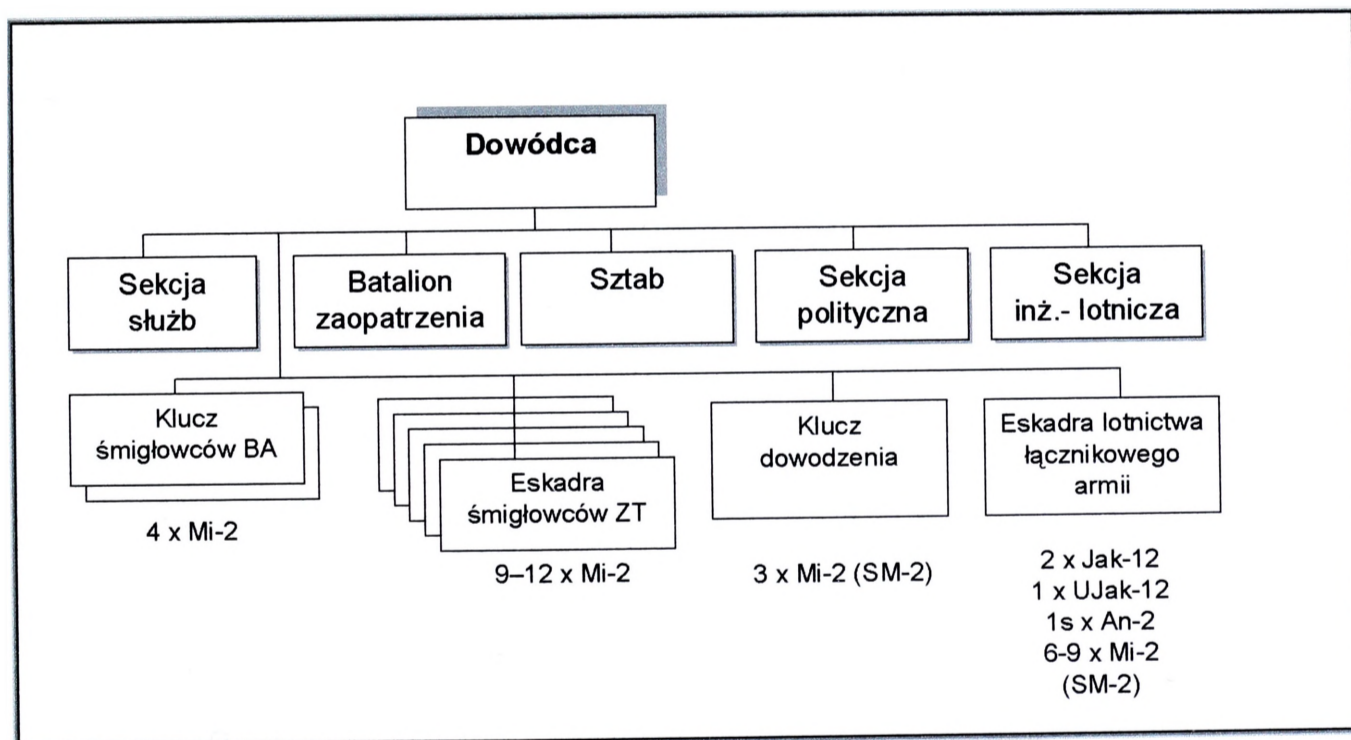 Dowódca
Sekcja
służb
Batalion
zaopatrzenia
Sztab
Sekcja
polityczna
Sekcja
inż.- lotnicza
Klucz
śmigłowców BA
4 x Mi-2
Eskadra
śmigłowców ZT
9–12 x Mi-2
Klucz
dowodzenia
3 x Mi-2 (SM-2)
Eskadra lotnictwa
łącznikowego
armii
2 x Jak-12
1 x UJak-12
1s x An-2
6-9 x Mi-2
(SM-2)